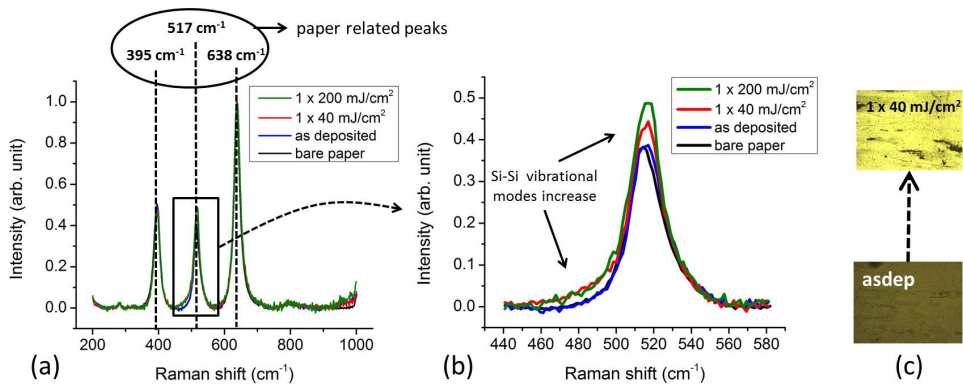 517 cm⁻¹
paper related peaks
395 cm⁻¹
638 cm⁻¹
1 x 200 mJ/cm²
1 x 40 mJ/cm²
as deposited
bare paper
Intensity (arb. unit)
1.0
0.8
0.6
0.4
0.2
0.0
200 400 600 800 1000
Raman shift (cm⁻¹)
(a)
1 x 200 mJ/cm²
1 x 40 mJ/cm²
as deposited
bare paper
Si-Si vibrational
modes increase
Intensity (arb. unit)
0.5
0.4
0.3
0.2
0.1
0.0
440 460 480 500 520 540 560 580
Raman shift (cm⁻¹)
(b)
1 x 40 mJ/cm²
asdep
(c)